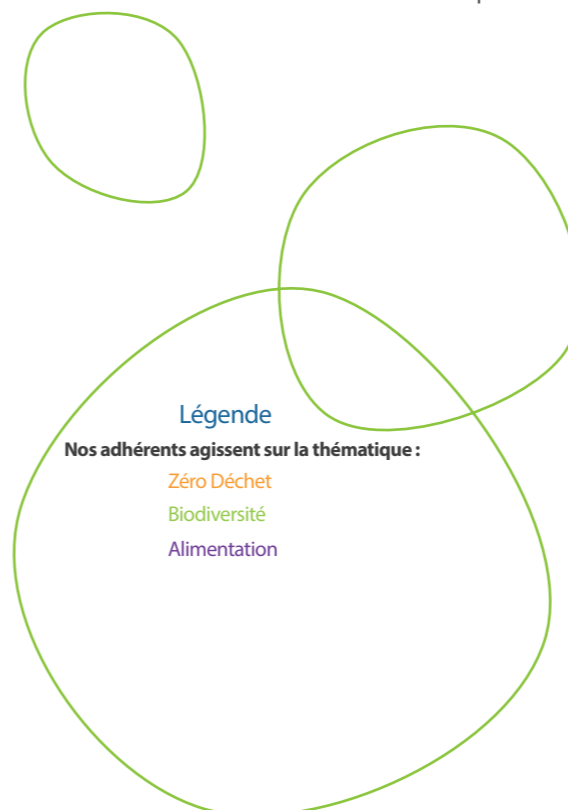 Légende
Nos adhérents agissent sur la thématique :
Zéro Déchet
Biodiversité
Alimentation